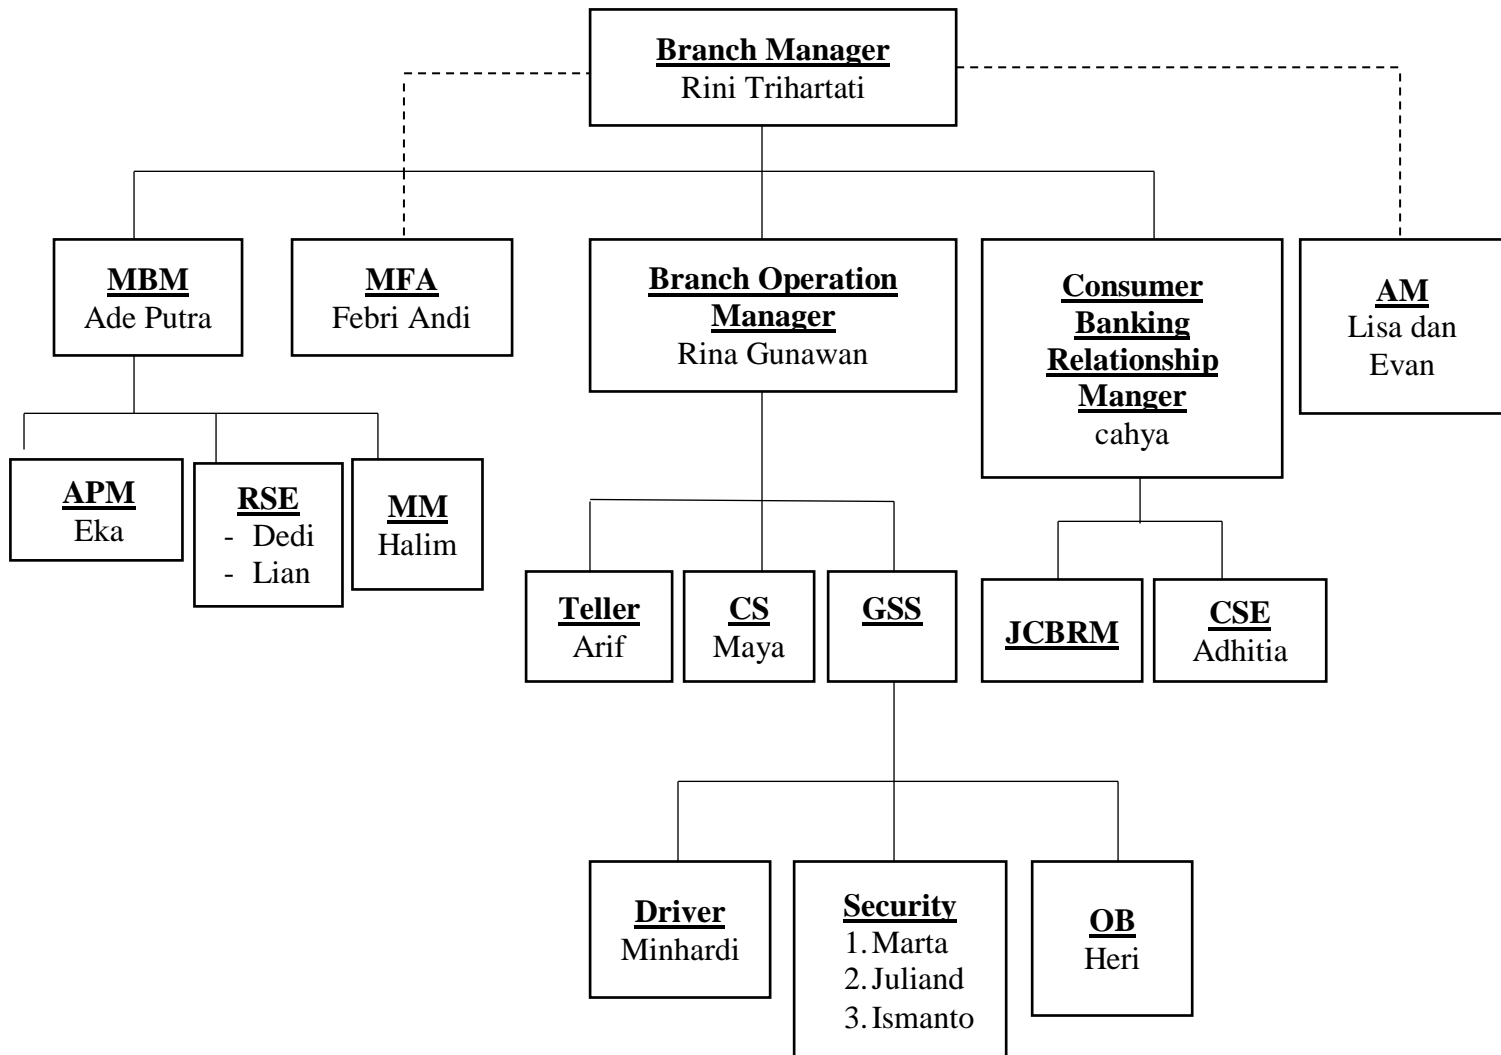 Branch Manager
Rini Trihartati
MBM
Ade Putra
MFA
Febri Andi
Branch Operation
Manager
Rina Gunawan
Consumer
Banking
Relationship
Manger
cahya
AM
Lisa dan
Evan
APM
Eka
RSE
- Dedi
- Lian
MM
Halim
Teller
Arif
CS
Maya
GSS
JCBRM
CSE
Adhitia
Driver
Minhardi
Security
1. Marta
2. Juliand
3. Ismanto
OB
Heri